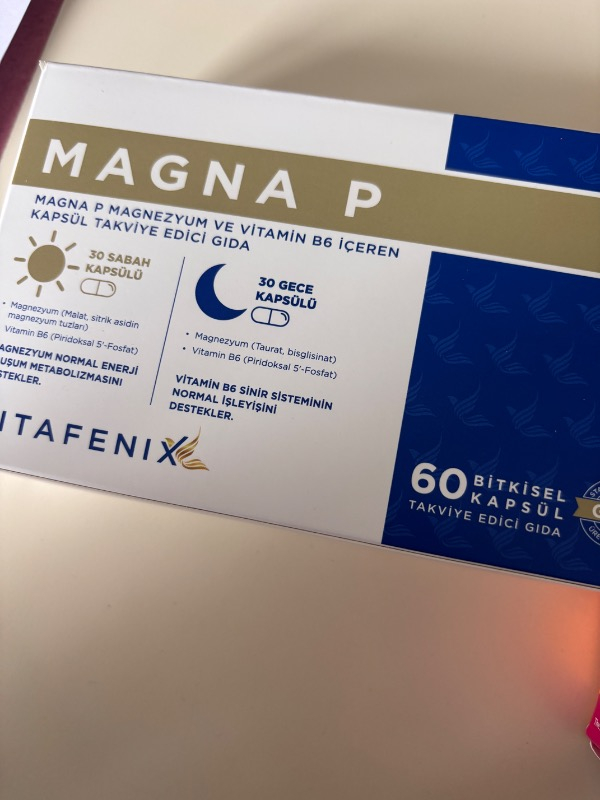 MAGNA P
MAGNA P MAGNEZYUM VE VİTAMİN B6 İÇEREN
KAPSÜL TAKVİYE EDİCİ GIDA
30 SABAH
KAPSÜLÜ
• Magnezyum (Malat, sitrik asidin
magnezyum tuzları)
Vitamin B6 (Piridoksal 5'-Fosfat)
AGNEZYUM NORMAL ENERJİ
UŞUM METABOLIZMASINI
STEKLER.
30 GECE
KAPSÜLÜ
• Magnezyum (Taurat, bisglisinat)
• Vitamin B6 (Piridoksal 5'-Fosfat)
VİTAMİN B6 SİNİR SİSTEMİNİN
NORMAL İŞLEYİŞİNİ
DESTEKLER.
ITAFENIX
60 BİTKİSEL
KAPSÜL
TAKVİYE EDİCİ GIDA